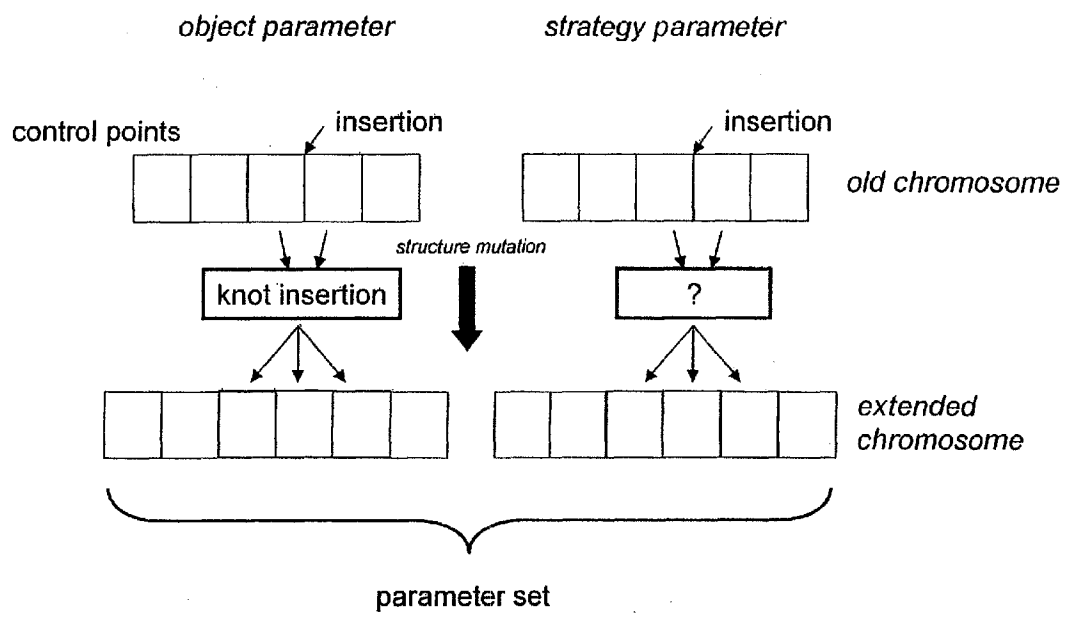 object parameter
strategy parameter
control points
insertion
insertion
old chromosome
structure mutation
knot insertion
?
extended
chromosome
parameter set